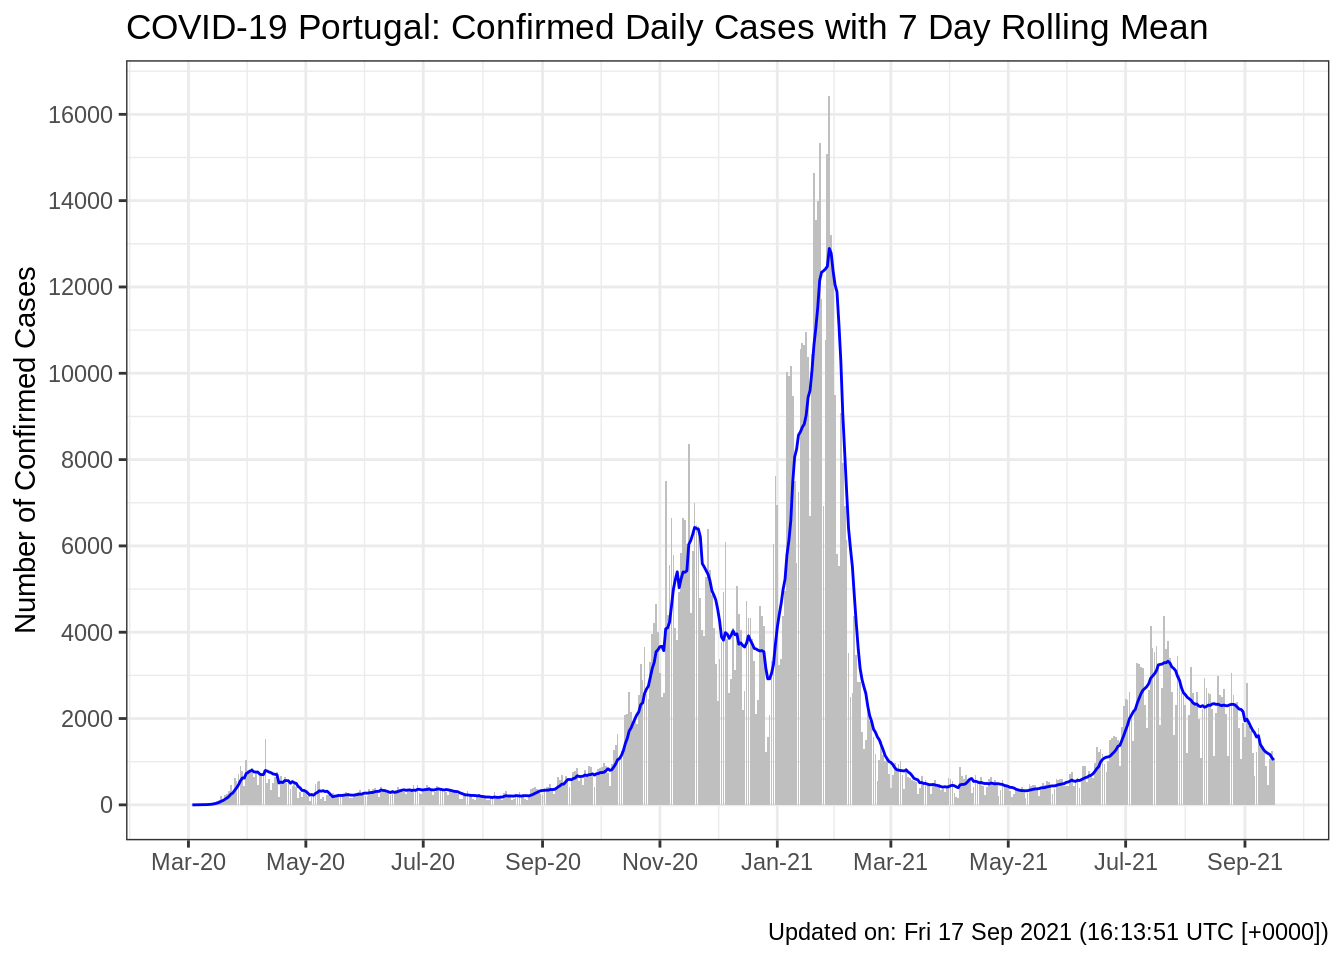 COVID-19 Portugal: Confirmed Daily Cases with 7 Day Rolling Mean
Number of Confirmed Cases
16000
14000
12000
10000
8000
6000
4000
2000
0
Mar-20 May-20 Jul-20 Sep-20 Nov-20 Jan-21 Mar-21 May-21 Jul-21 Sep-21
Updated on: Fri 17 Sep 2021 (16:13:51 UTC [+0000])